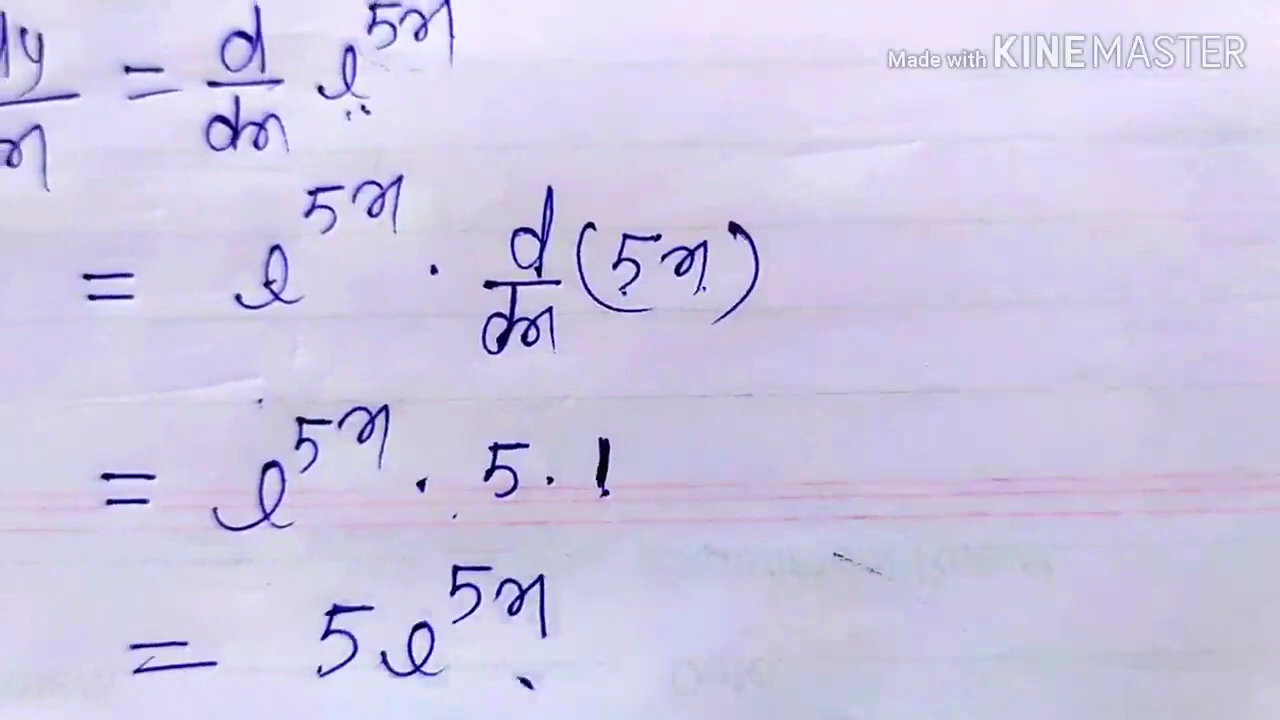 Made with KINEMASTER
dy/dx = d/dx e^{5x}
= e^{5x} · d/dx (5x)
= e^{5x} · 5 · 1
= 5e^{5x}.